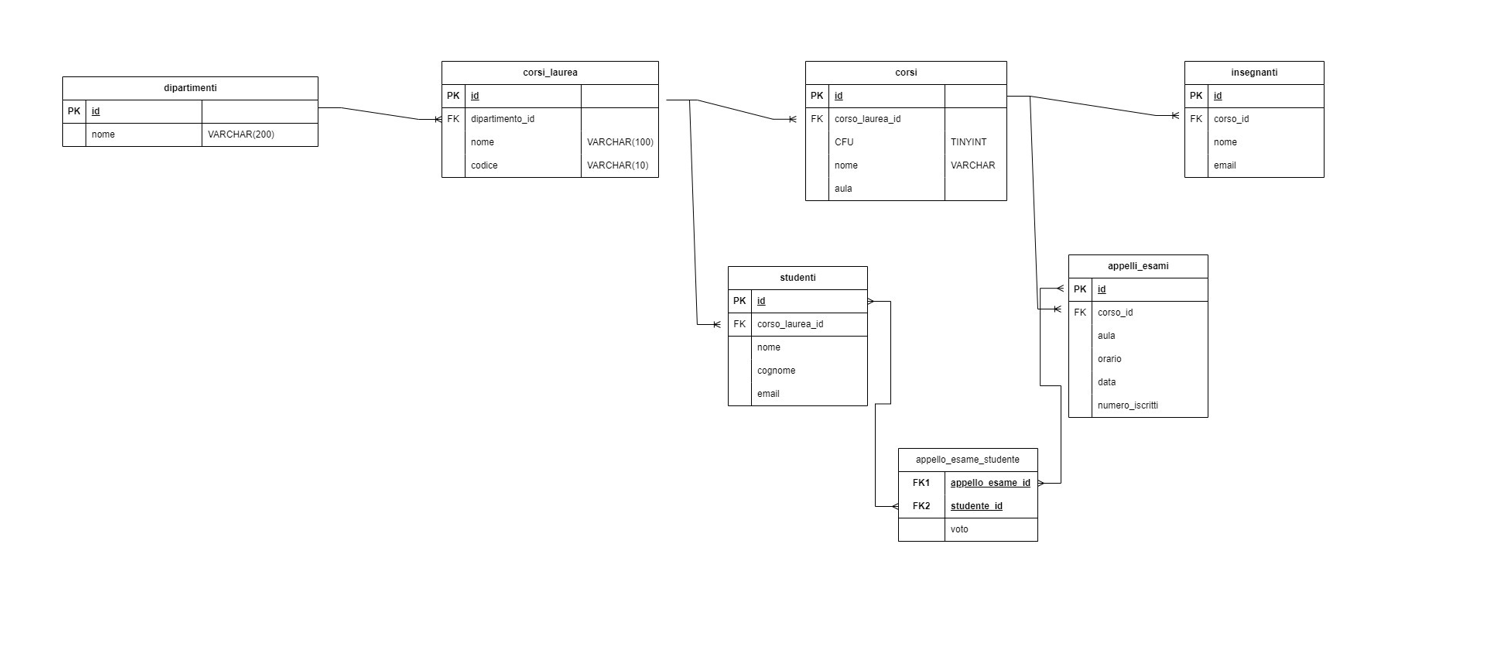 dipartimenti
PK id
nome VARCHAR(200)
corsi_laurea
PK id
FK dipartimento_id
nome VARCHAR(100)
codice VARCHAR(10)
corsi
PK id
FK corso_laurea_id
CFU TINYINT
nome VARCHAR
aula
insegnanti
PK id
FK corso_id
nome
email
studenti
PK id
FK corso_laurea_id
nome
cognome
email
appelli_esami
PK id
FK corso_id
aula
orario
data
numero_iscritti
appello_esame_studente
FK1 appello_esame_id
FK2 studente_id
voto